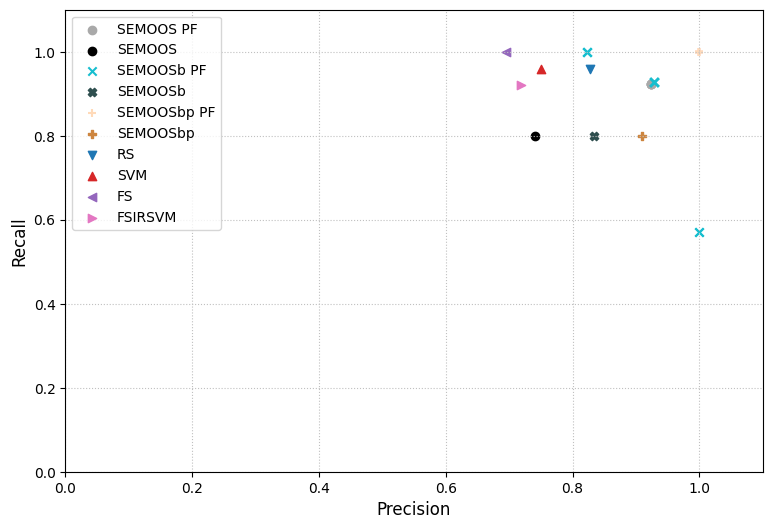 SEMOOS PF
SEMOOS
SEMOOSb PF
SEMOOSb
SEMOOSbp PF
SEMOOSbp
RS
SVM
FS
FSIRSVM
1.0
0.8
0.6
0.4
0.2
0.0
Recall
0.0 0.2 0.4 0.6 0.8 1.0
Precision